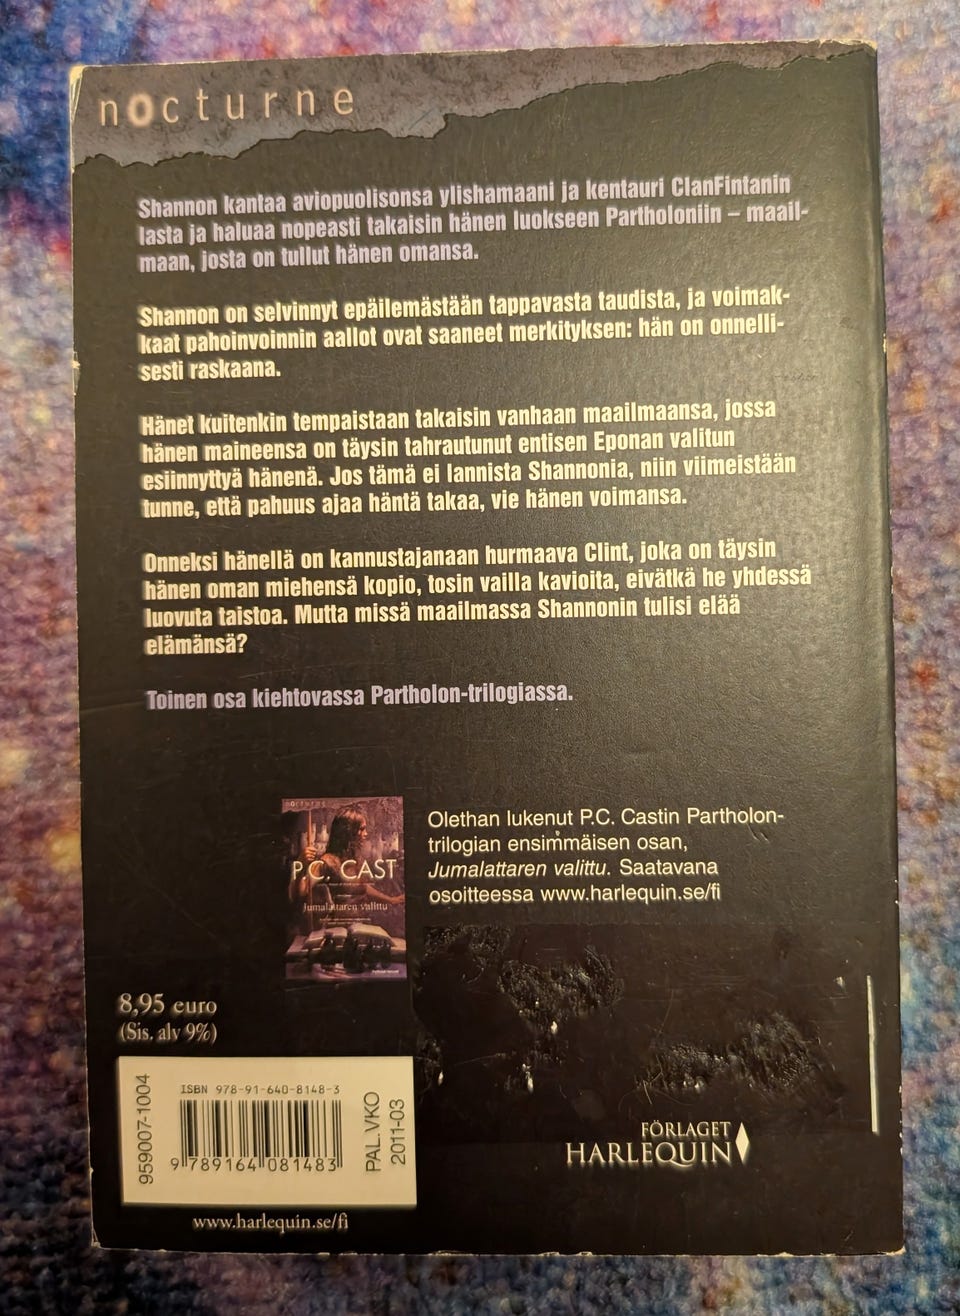 nocturne
Shannon kantaa aviopuolisonsa ylishamaani ja kentauri ClanFintanin
lasta ja haluaa nopeasti takaisin hänen luokseen Partholoniin – maail-
maan, josta on tullut hänen omansa.
Shannon on selvinnyt epäilemästään tappavasta taudista, ja voimak-
kaat pahoinvoinnin aallot ovat saaneet merkityksen: hän on onnelli-
sesti raskaana.
Hänet kuitenkin tempaistaan takaisin vanhaan maailmaansa, jossa
hänen maineensa on täysin tahrautunut entisen Eponan valitun
esiinnyttyä hänenä. Jos tämä ei lannista Shannonia, niin viimeistään
tunne, että pahuus ajaa häntä takaa, vie hänen voimansa.
Onneksi hänellä on kannustajanaan hurmaava Clint, joka on täysin
hänen oman miehensä kopio, tosin vailla kavioita, eivätkä he yhdessä
luovuta taistoa. Mutta missä maailmassa Shannonin tulisi elää
elämänsä?
Toinen osa kiehtovassa Partholon-trilogiassa.
nocturne
P.C. CAST
Jumalattaren valittu
Olethan lukenut P.C. Castin Partholon-
trilogian ensimmäisen osan,
Jumalattaren valittu. Saatavana
osoitteessa www.harlequin.se/fi
8,95 euro
(Sis. alv 9%)
959007-1004
ISBN 978-91-640-8148-3
9 789164 081483
PAL.VKO
2011-03
FÖRLAGET
HARLEQUIN
www.harlequin.se/fi